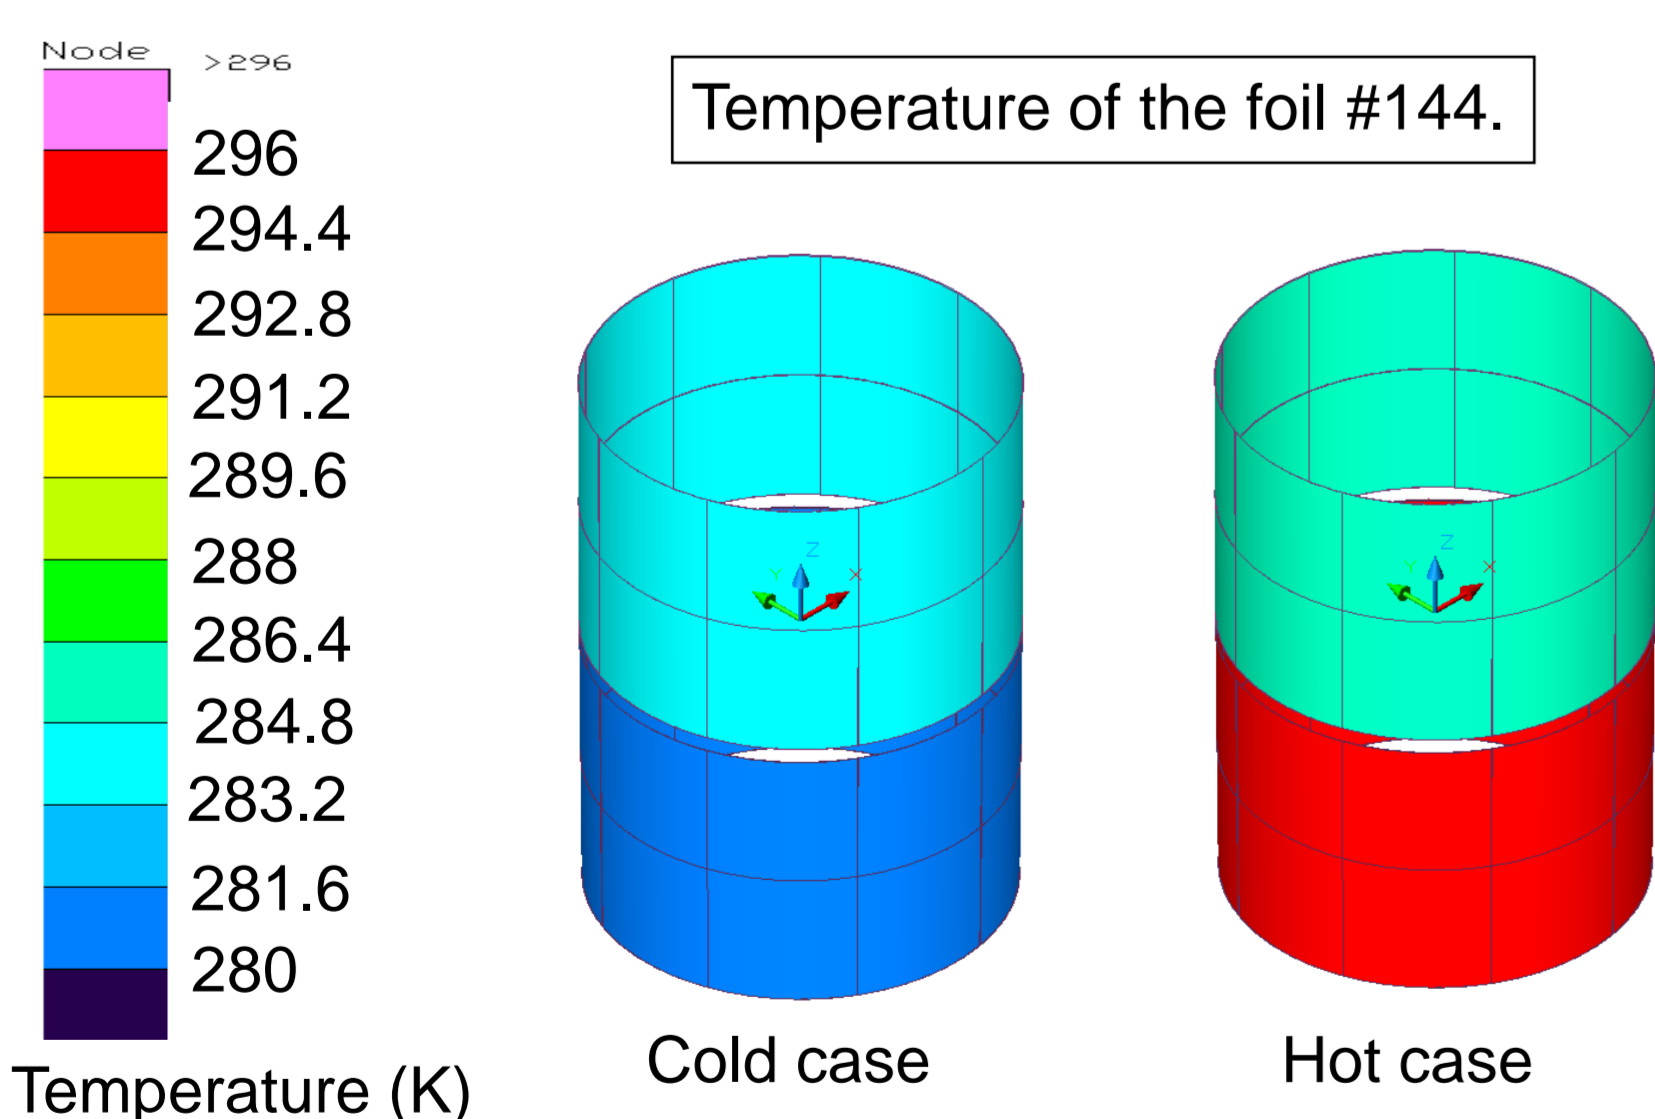 Node
>296
296
294.4
292.8
291.2
289.6
288
286.4
284.8
283.2
281.6
280
Temperature (K)
Temperature of the foil #144.
Z
Y
X
Cold case
Z
Y
X
Hot case